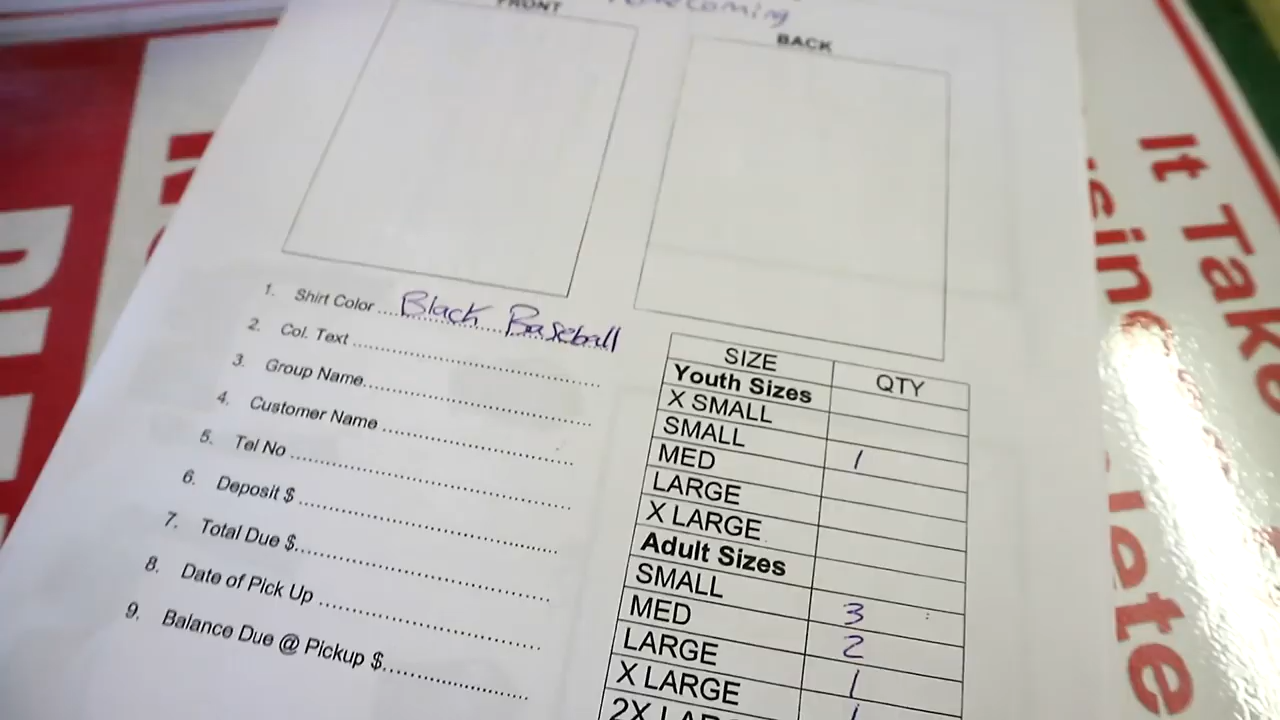 coming
FRONT
BACK
1. Shirt Color ....Black Baseball
2. Col. Text ........................................
3. Group Name........................................
4. Customer Name ........................................
5. Tel No ........................................
6. Deposit $ ........................................
7. Total Due $........................................
8. Date of Pick Up ........................................
9. Balance Due @ Pickup $........................................
SIZE QTY
Youth Sizes
X SMALL
SMALL 1
MED
LARGE
X LARGE
Adult Sizes
SMALL 3
MED 2
LARGE 1
X LARGE 1
2X LARGE
It Take